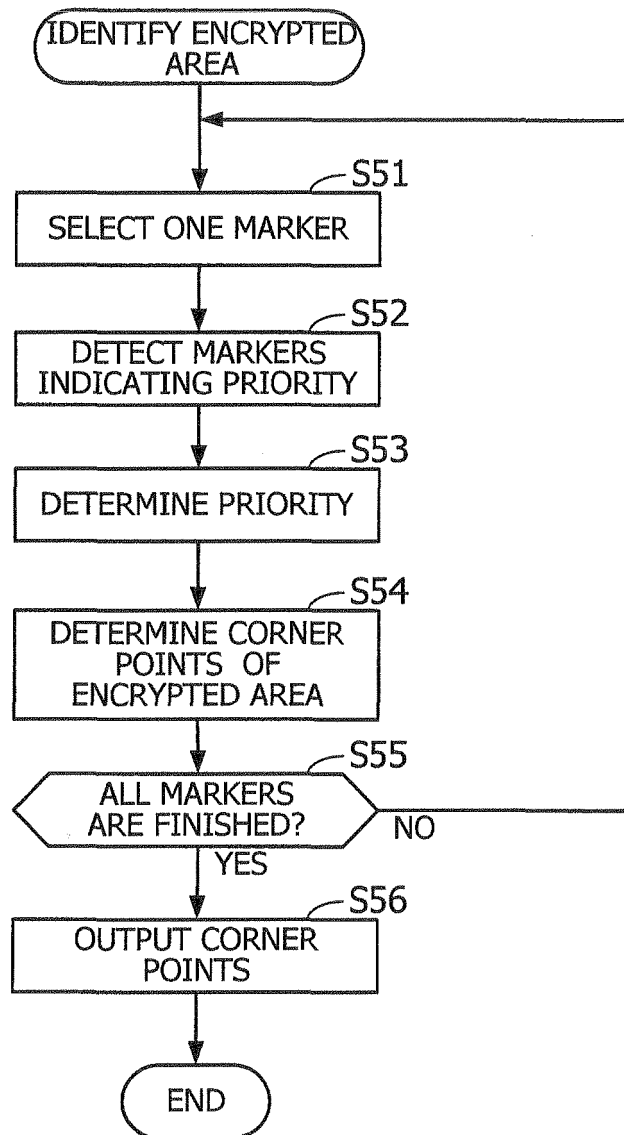 IDENTIFY ENCRYPTED
AREA
S51
SELECT ONE MARKER
S52
DETECT MARKERS
INDICATING PRIORITY
S53
DETERMINE PRIORITY
S54
DETERMINE CORNER
POINTS OF
ENCRYPTED AREA
S55
ALL MARKERS
ARE FINISHED?
NO
YES
S56
OUTPUT CORNER
POINTS
END